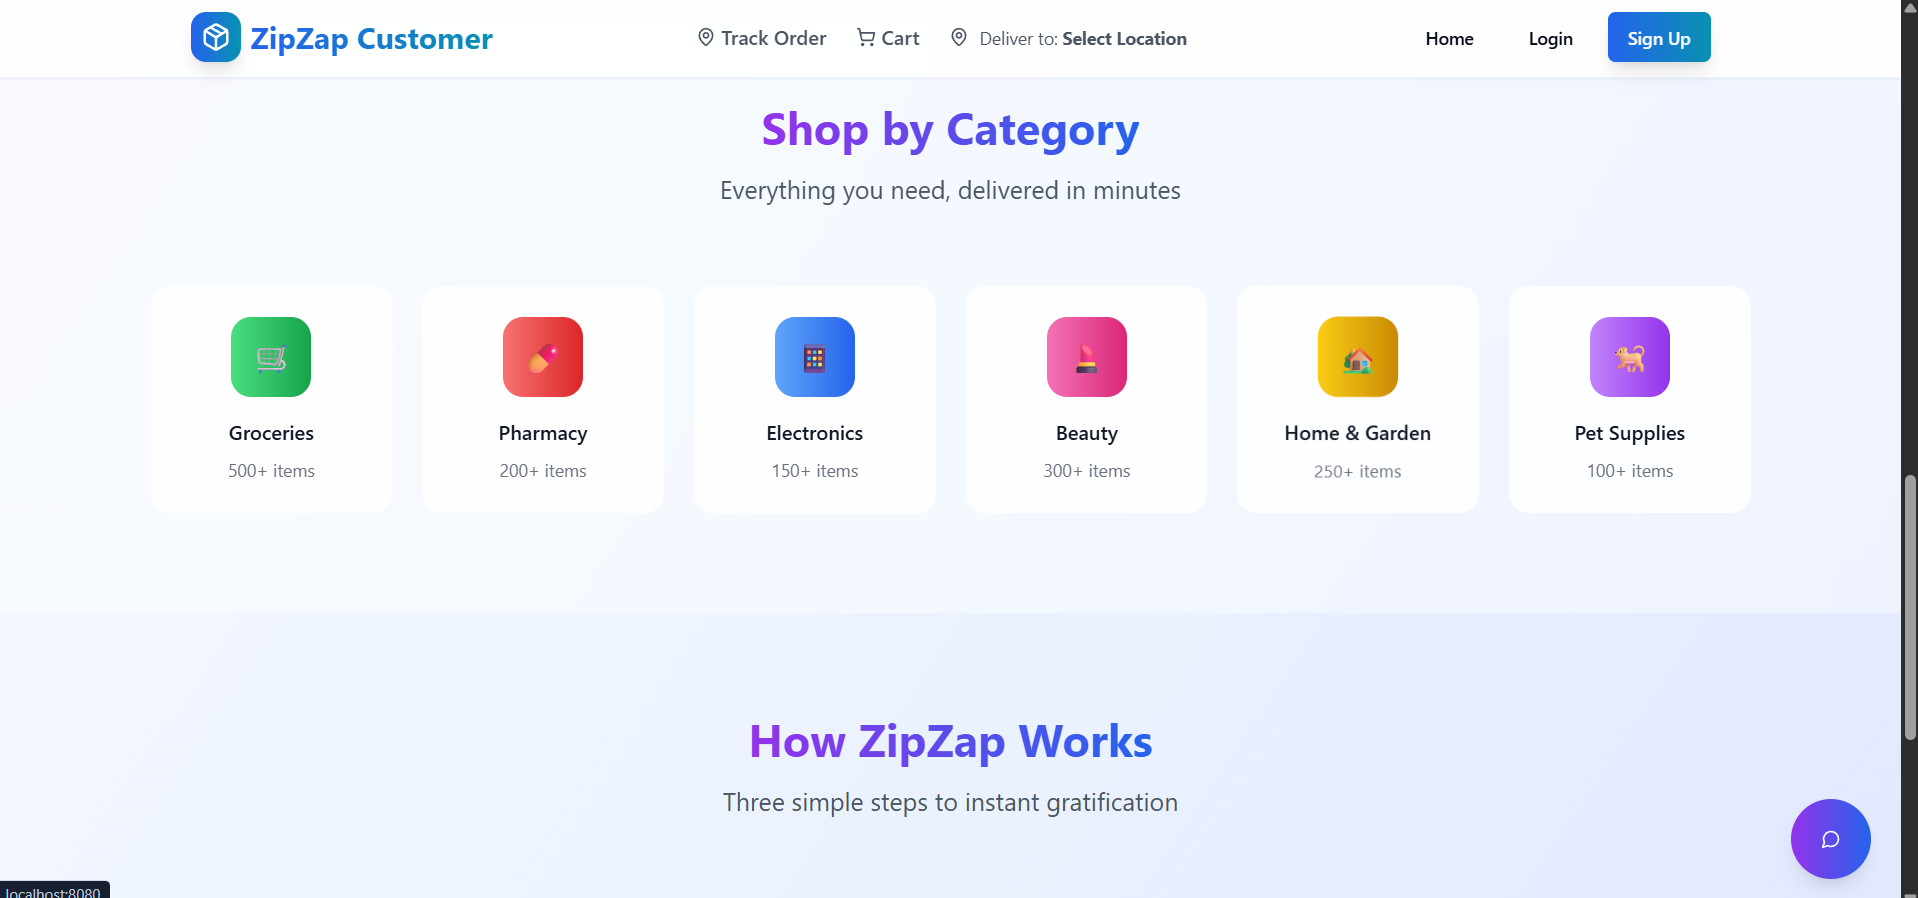 ZipZap Customer
Track Order
Cart
Deliver to: Select Location
Home
Login
Sign Up
Shop by Category
Everything you need, delivered in minutes
Groceries
500+ items
Pharmacy
200+ items
Electronics
150+ items
Beauty
300+ items
Home & Garden
250+ items
Pet Supplies
100+ items
How ZipZap Works
Three simple steps to instant gratification
localhost:8080